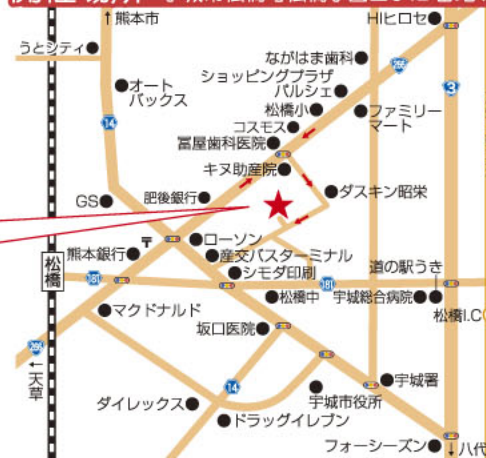 ↑熊本市
HIヒロセ
うとシティ
ながはま歯科
266
ショッピングプラザ
パルシェ
オート
バックス
3
松橋小
ファミリー
マート
14
コスモス
冨屋歯科医院
キヌ助産院
ダスキン昭栄
GS
肥後銀行
★
〒
ローソン
熊本銀行
産交バスターミナル
松橋
181
シモダ印刷
181
道の駅うき
松橋中
宇城総合病院
松橋I.C
マクドナルド
坂口医院
266
←天草
14
宇城署
宇城市役所
ダイレックス
ドラッグイレブン
フォーシーズン
↓八代